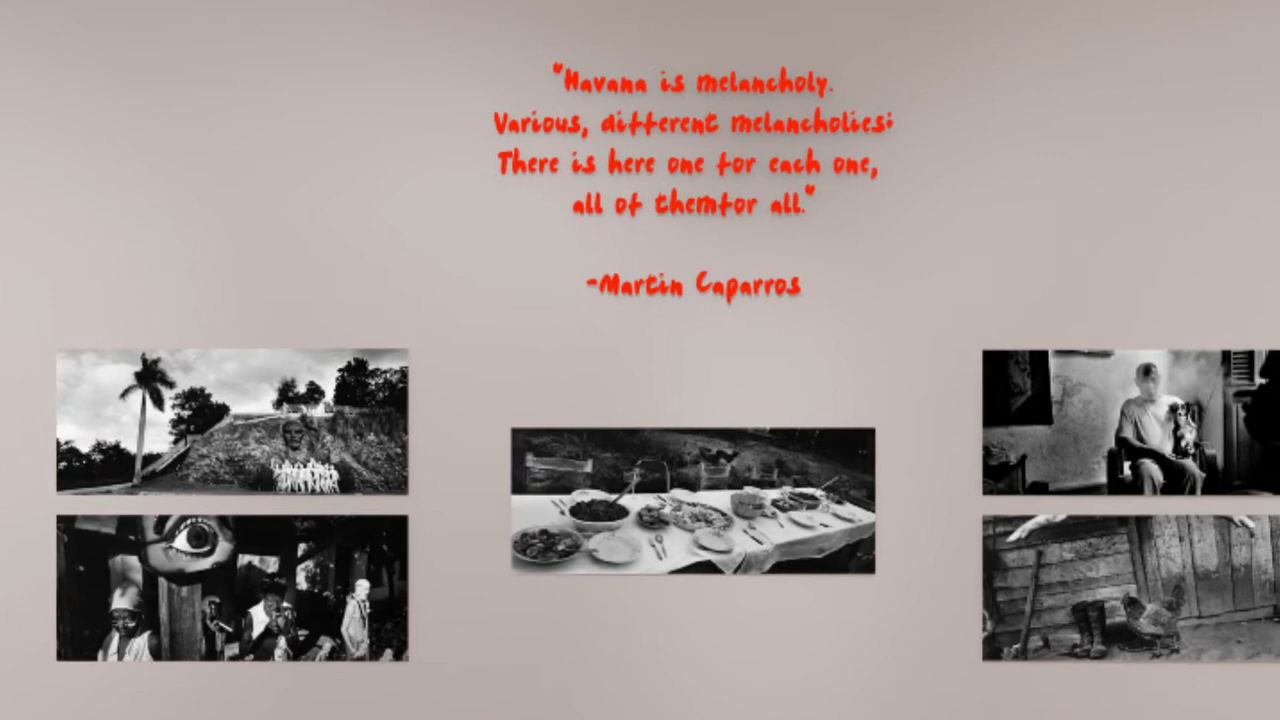 "Havana is melancholy.
Various, different melancholies:
There is here one for each one,
all of themfor all."
-Martin Caparros